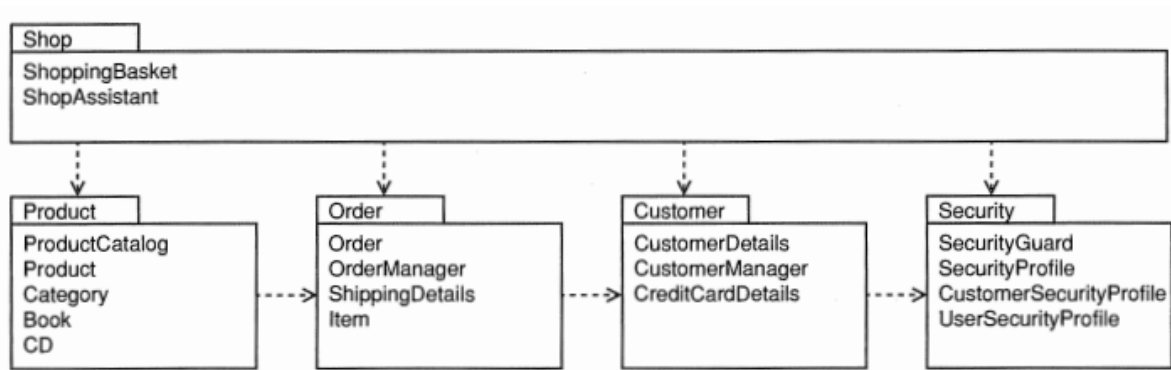 Shop
ShoppingBasket
ShopAssistant
Product
ProductCatalog
Product
Category
Book
CD
Order
Order
OrderManager
ShippingDetails
Item
Customer
CustomerDetails
CustomerManager
CreditCardDetails
Security
SecurityGuard
SecurityProfile
CustomerSecurityProfile
UserSecurityProfile